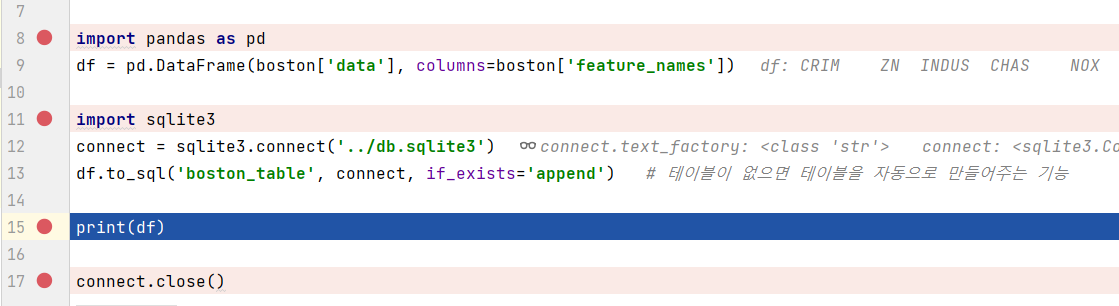 7
8 import pandas as pd
9 df = pd.DataFrame(boston['data'], columns=boston['feature_names']) df: CRIM ZN INDUS CHAS NOX
10
11 import sqlite3
12 connect = sqlite3.connect('../db.sqlite3') connect.text_factory: <class 'str'> connect: <sqlite3.Co
13 df.to_sql('boston_table', connect, if_exists='append') # 테이블이 없으면 테이블을 자동으로 만들어주는 기능
14
15 print(df)
16
17 connect.close()